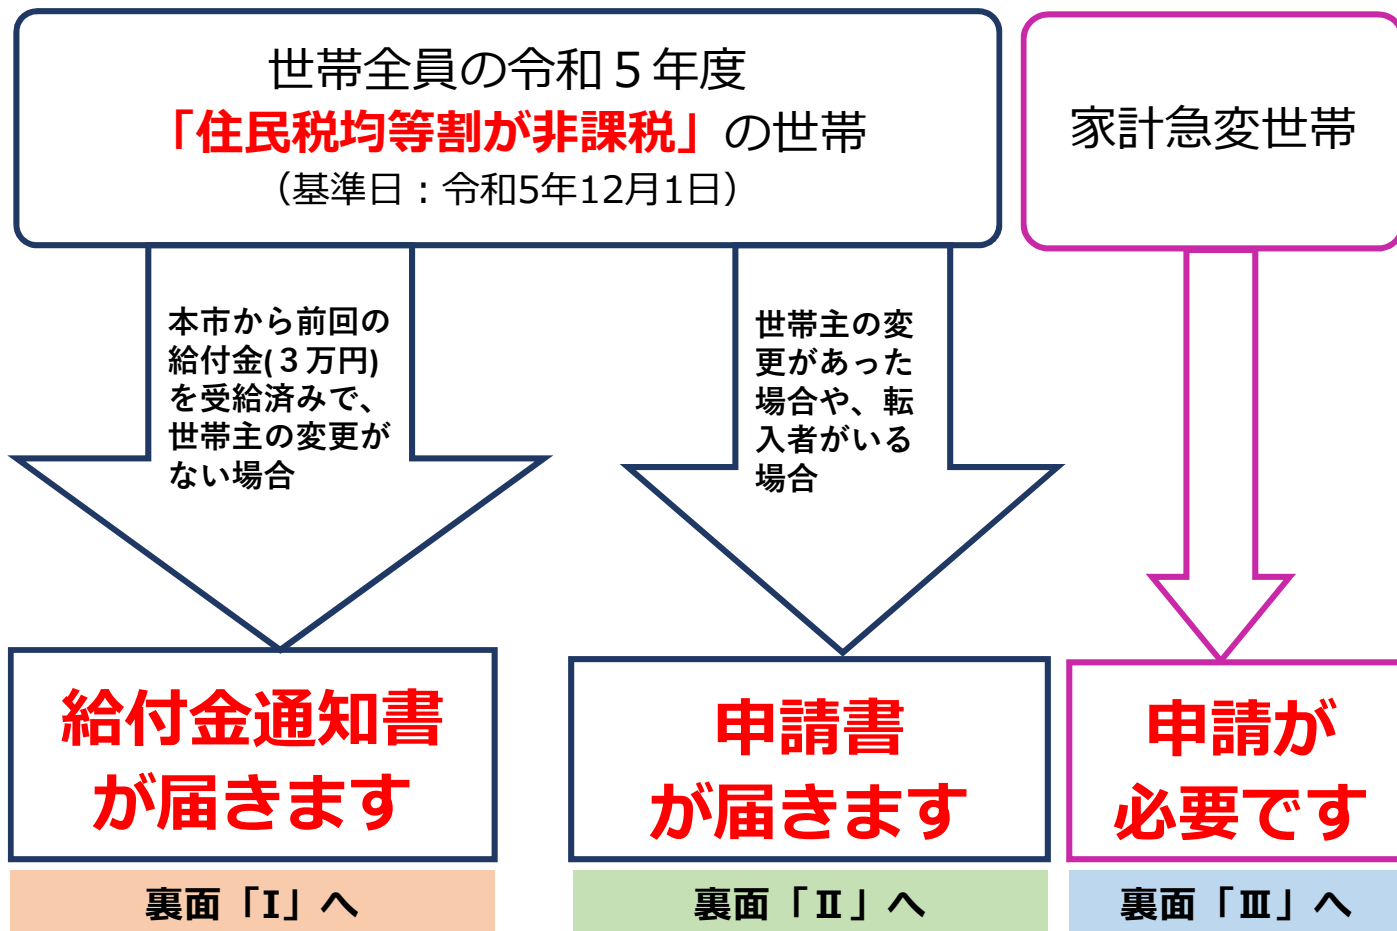 世帯全員の令和５年度
「住民税均等割が非課税」の世帯
（基準日：令和5年12月1日）
家計急変世帯
本市から前回の
給付金(３万円)
を受給済みで、
世帯主の変更が
ない場合
世帯主の変
更があった
場合や、転
入者がいる
場合
給付金通知書
が届きます
申請書
が届きます
申請が
必要です
裏面「Ⅰ」へ
裏面「Ⅱ」へ
裏面「Ⅲ」へ